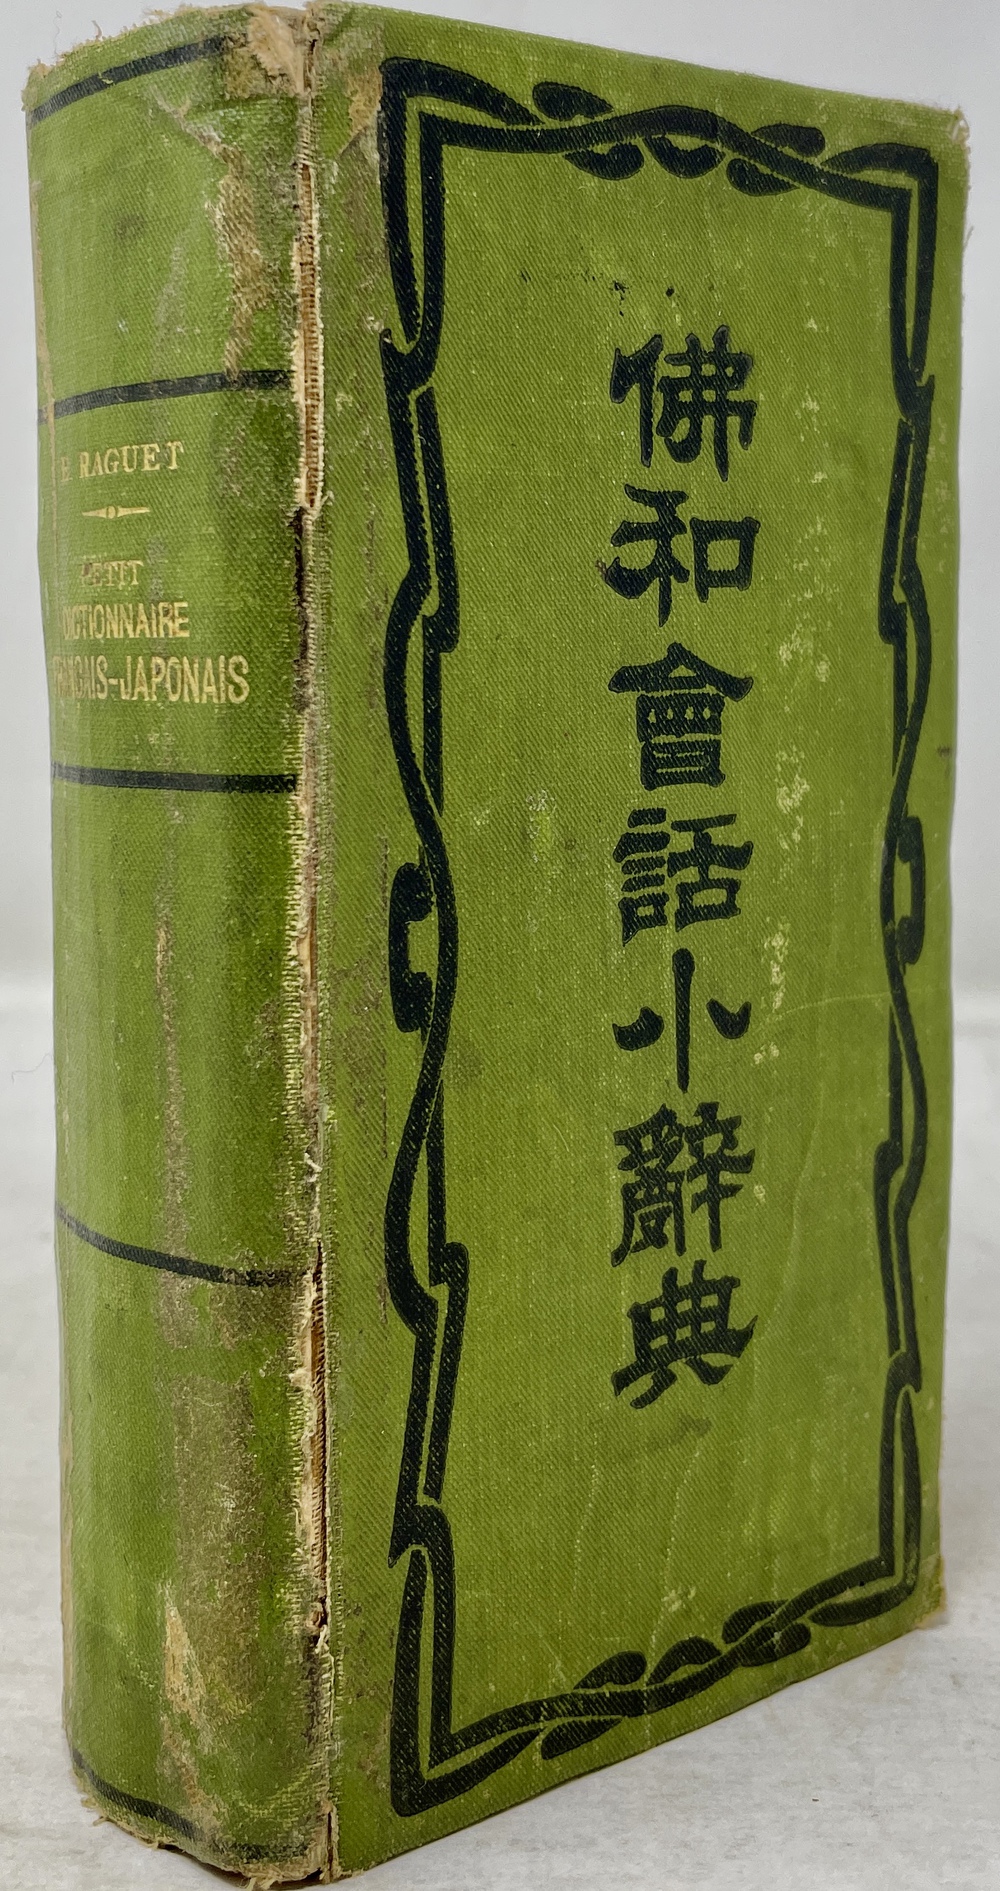 E. RAGUET
PETIT
DICTIONNAIRE
FRANÇAIS-JAPONAIS
佛和會話小辭典